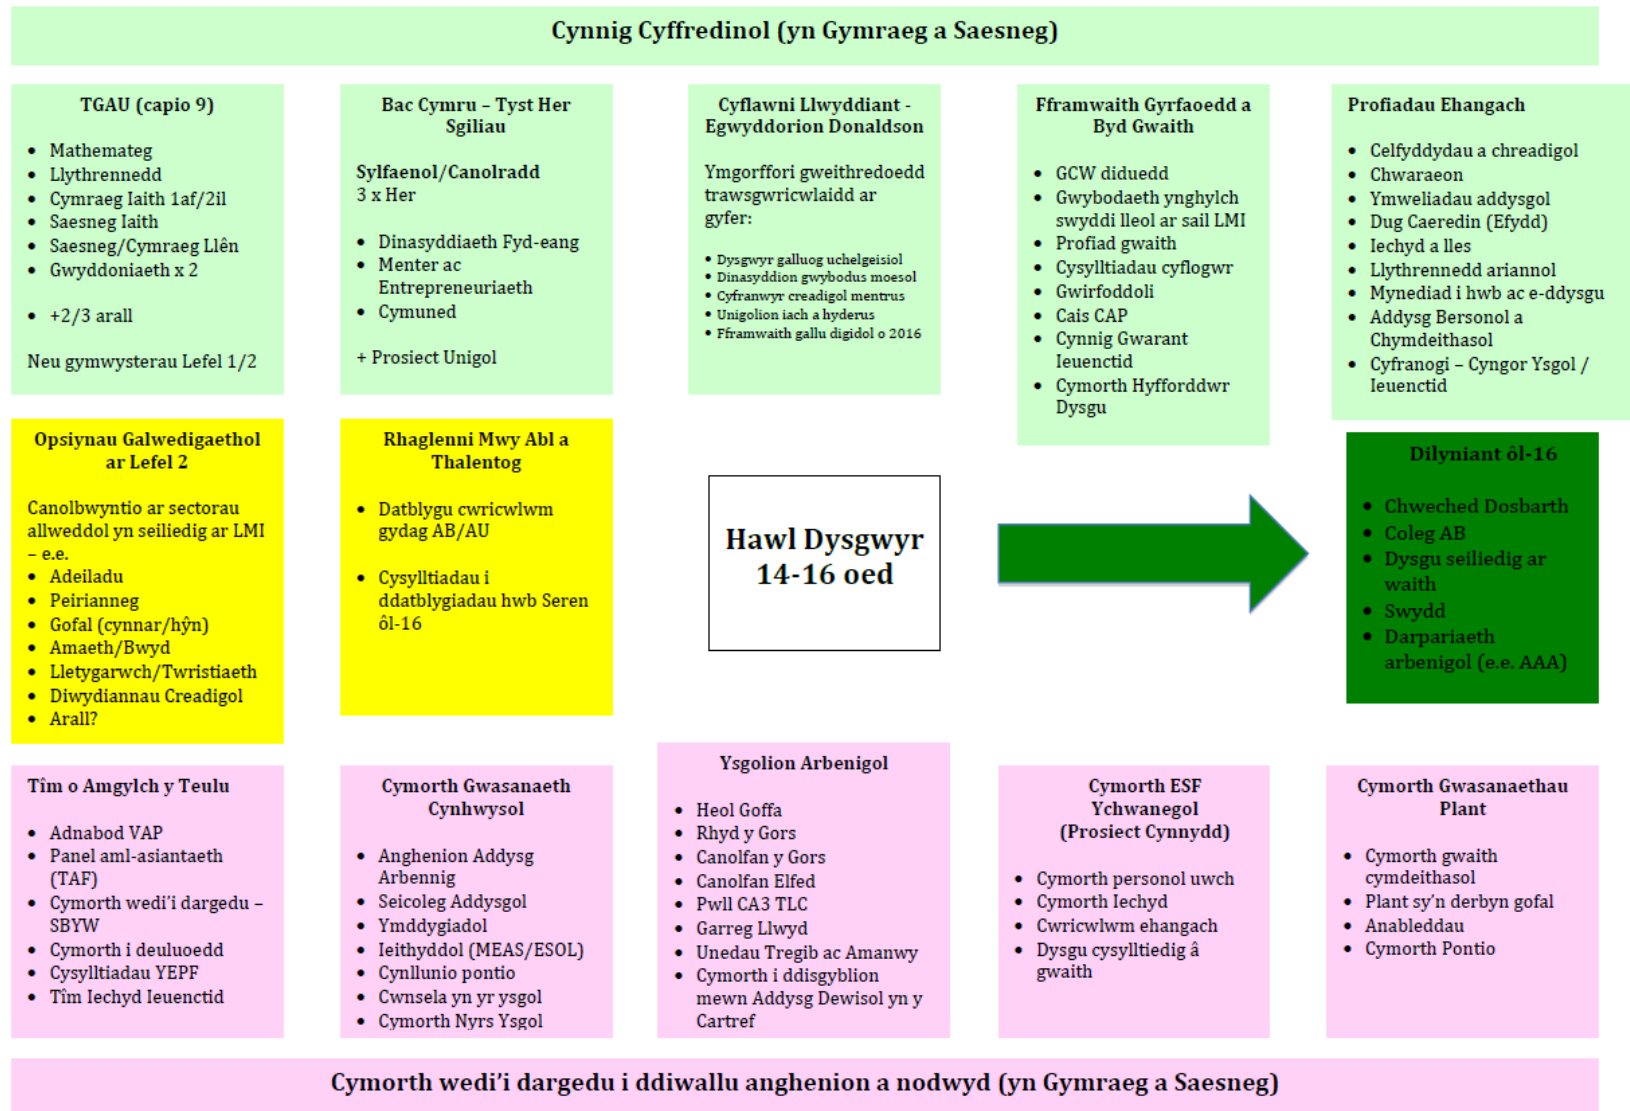 Cynnig Cyffredinol (yn Gymraeg a Saesneg)
TGAU (capio 9)
• Mathemateg
• Llythrennedd
• Cymraeg Iaith 1af/2il
• Saesneg Iaith
• Saesneg/Cymraeg Llên
• Gwyddoniaeth x 2
• +2/3 arall
Neu gymwysterau Lefel 1/2
Bac Cymru – Tyst Her
Sgiliau
Sylfaenol/Canolradd
3 x Her
• Dinasyddiaeth Fyd-eang
• Menter ac
Entrepreneuriaeth
• Cymuned
+ Prosiect Unigol
Cyflawni Llwyddiant -
Egwyddorion Donaldson
Ymgorffori gweithredoedd
trawsgwricwlaidd ar
gyfer:
• Dysgwyr galluog uchelgeisiol
• Dinasyddion gwybodus moesol
• Cyfranwyr creadigol mentrus
• Unigolion iach a hyderus
• Fframwaith gallu digidol o 2016
Fframwaith Gyrfaoedd a
Byd Gwaith
• GCW diduedd
• Gwybodaeth ynghylch
swyddi lleol ar sail LMI
• Profiad gwaith
• Cysylltiadau cyflogwr
• Gwirfoddoli
• Cais CAP
• Cynnig Gwarant
Ieuenctid
• Cymorth Hyfforddwr
Dysgu
Profiadau Ehangach
• Celfyddydau a chreadigol
• Chwaraeon
• Ymweliadau addysgol
• Dug Caeredin (Efydd)
• Iechyd a lles
• Llythrennedd ariannol
• Mynediad i hwb ac e-ddysgu
• Addysg Bersonol a
Chymdeithasol
• Cyfranogi – Cyngor Ysgol /
Ieuenctid
Opsiynau Galwedigaethol
ar Lefel 2
Canolbwyntio ar sectorau
allweddol yn seiliedig ar LMI
– e.e.
• Adeiladu
• Peirianneg
• Gofal (cynnar/hŷn)
• Amaeth/Bwyd
• Lletygarwch/Twristiaeth
• Diwydiannau Creadigol
• Arall?
Rhaglenni Mwy Abl a
Thalentog
• Datblygu cwricwlwm
gydag AB/AU
• Cysylltiadau i
ddatblygiadau hwb Seren
ôl-16
Hawl Dysgwyr
14-16 oed
Dilyniant ôl-16
• Chweched Dosbarth
• Coleg AB
• Dysgu seiliedig ar
waith
• Swydd
• Darpariaeth
arbenigol (e.e. AAA)
Tîm o Amgylch y Teulu
• Adnabod VAP
• Panel aml-asiantaeth
(TAF)
• Cymorth wedi’i dargedu –
SBYW
• Cymorth i deuluoedd
• Cysylltiadau YEPF
• Tîm Iechyd Ieuenctid
Cymorth Gwasanaeth
Cynhwysol
• Anghenion Addysg
Arbennig
• Seicoleg Addysgol
• Ymddygiadol
• Ieithyddol (MEAS/ESOL)
• Cynllunio pontio
• Cwnsela yn yr ysgol
• Cymorth Nyrs Ysgol
Ysgolion Arbenigol
• Heol Goffa
• Rhyd y Gors
• Canolfan y Gors
• Canolfan Elfed
• Pwll CA3 TLC
• Garreg Llwyd
• Unedau Tregib ac Amanwy
• Cymorth i ddisgyblion
mewn Addysg Dewisol yn y
Cartref
Cymorth ESF
Ychwanegol
(Prosiect Cynnydd)
• Cymorth personol uwch
• Cymorth Iechyd
• Cwricwlwm ehangach
• Dysgu cysylltiedig â
gwaith
Cymorth Gwasanaethau
Plant
• Cymorth gwaith
cymdeithasol
• Plant sy’n derbyn gofal
• Anableddau
• Cymorth Pontio
Cymorth wedi’i dargedu i ddiwallu anghenion a nodwyd (yn Gymraeg a Saesneg)